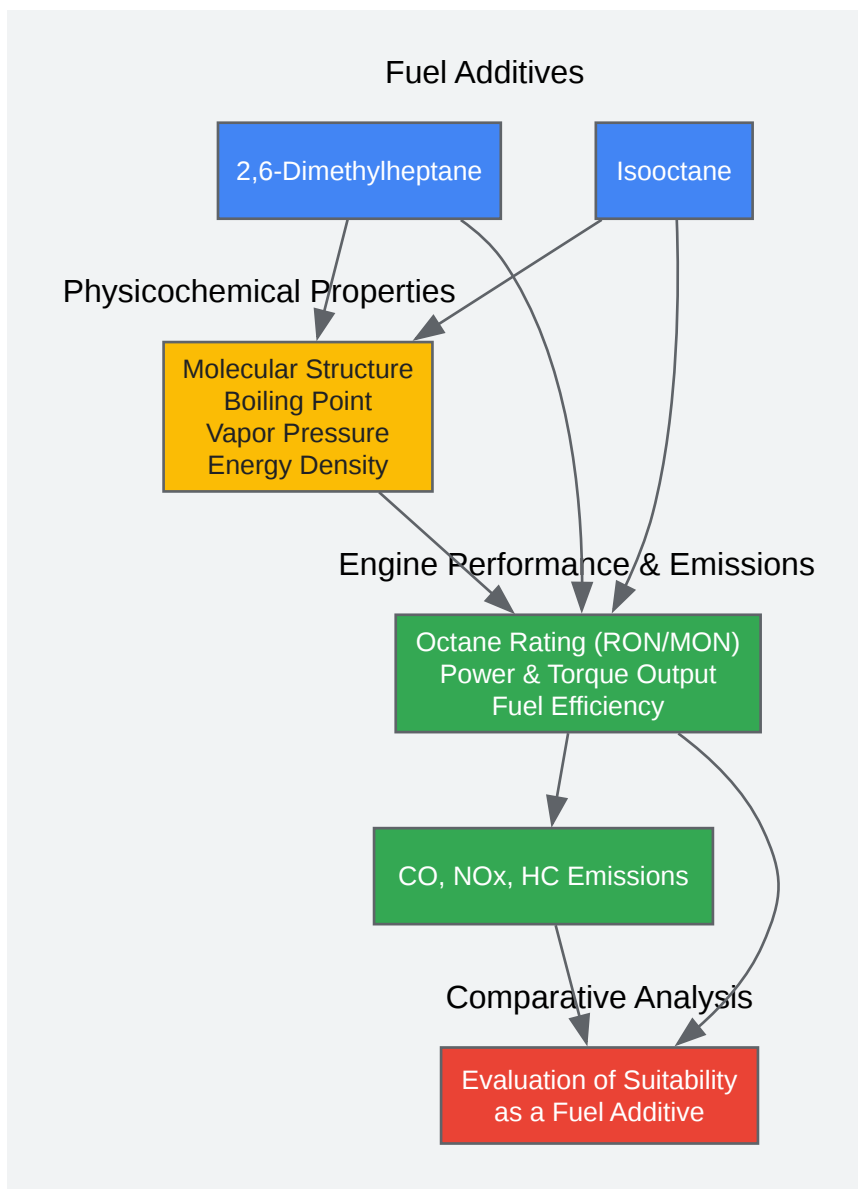 Fuel Additives
2,6-Dimethylheptane
Isooctane
Physicochemical Properties
Molecular Structure
Boiling Point
Vapor Pressure
Energy Density
Engine Performance & Emissions
Octane Rating (RON/MON)
Power & Torque Output
Fuel Efficiency
CO, NOx, HC Emissions
Comparative Analysis
Evaluation of Suitability
as a Fuel Additive